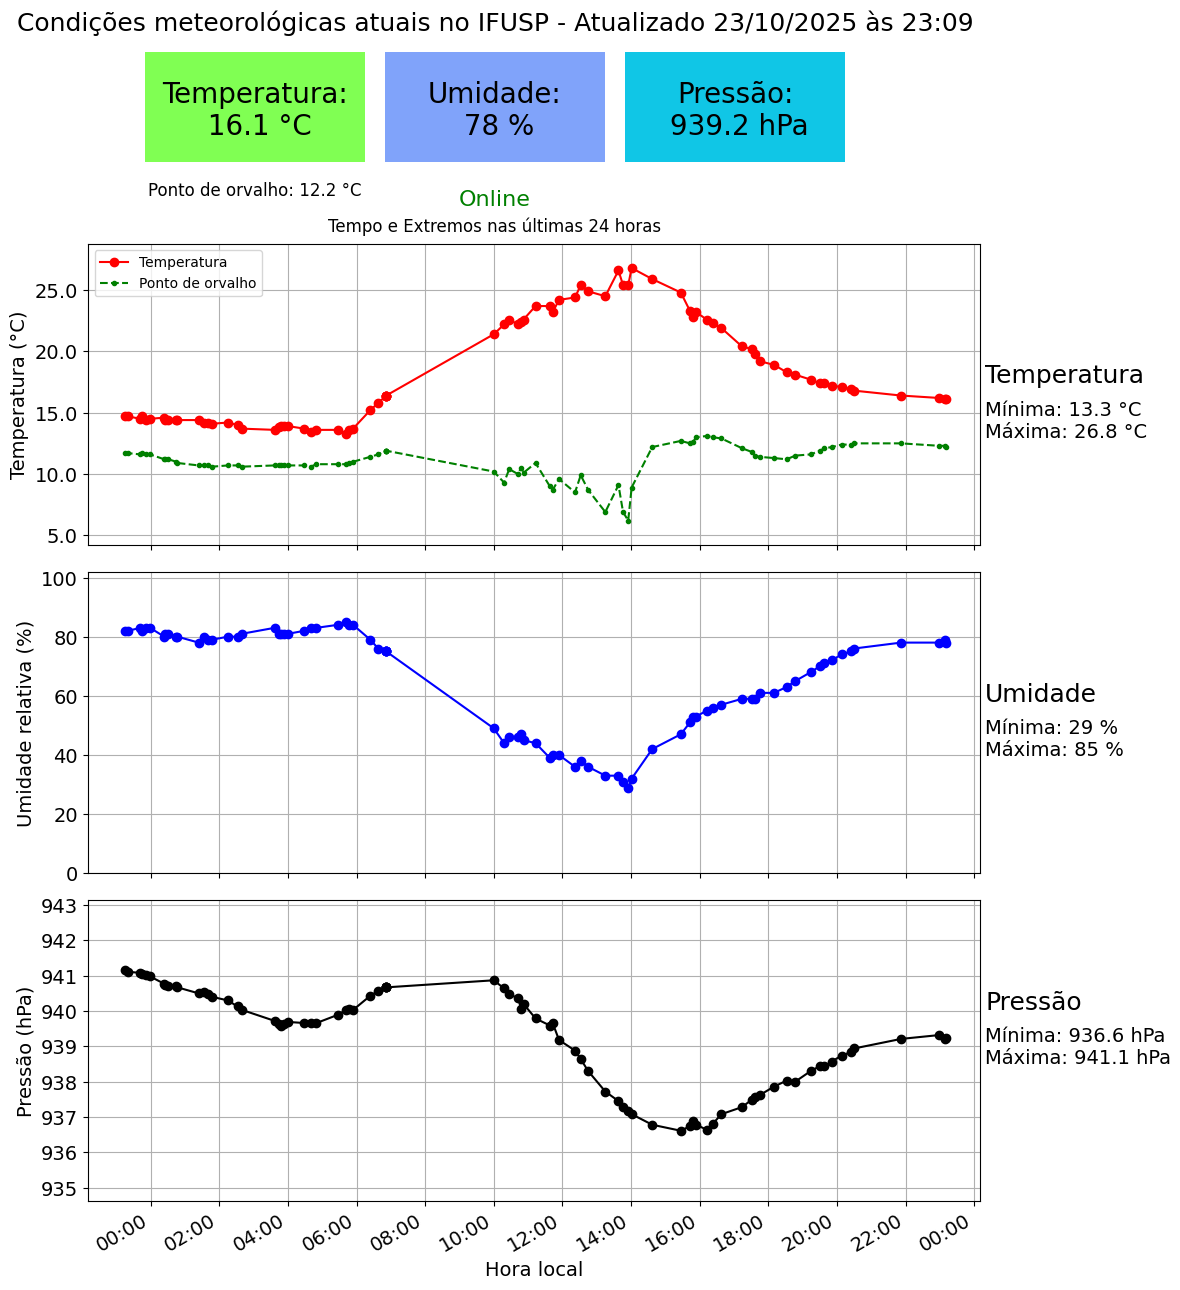 Condições meteorológicas atuais no IFUSP - Atualizado 23/10/2025 às 23:09
Temperatura:
16.1 °C
Umidade:
78 %
Pressão:
939.2 hPa
Ponto de orvalho: 12.2 °C
Online
Tempo e Extremos nas últimas 24 horas
Temperatura
Ponto de orvalho
Temperatura (°C)
25.0
20.0
15.0
10.0
5.0
Temperatura
Mínima: 13.3 °C
Máxima: 26.8 °C
Umidade relativa (%)
100
80
60
40
20
0
Umidade
Mínima: 29 %
Máxima: 85 %
Pressão (hPa)
943
942
941
940
939
938
937
936
935
Pressão
Mínima: 936.6 hPa
Máxima: 941.1 hPa
00:00
02:00
04:00
06:00
08:00
10:00
12:00
14:00
16:00
18:00
20:00
22:00
00:00
Hora local